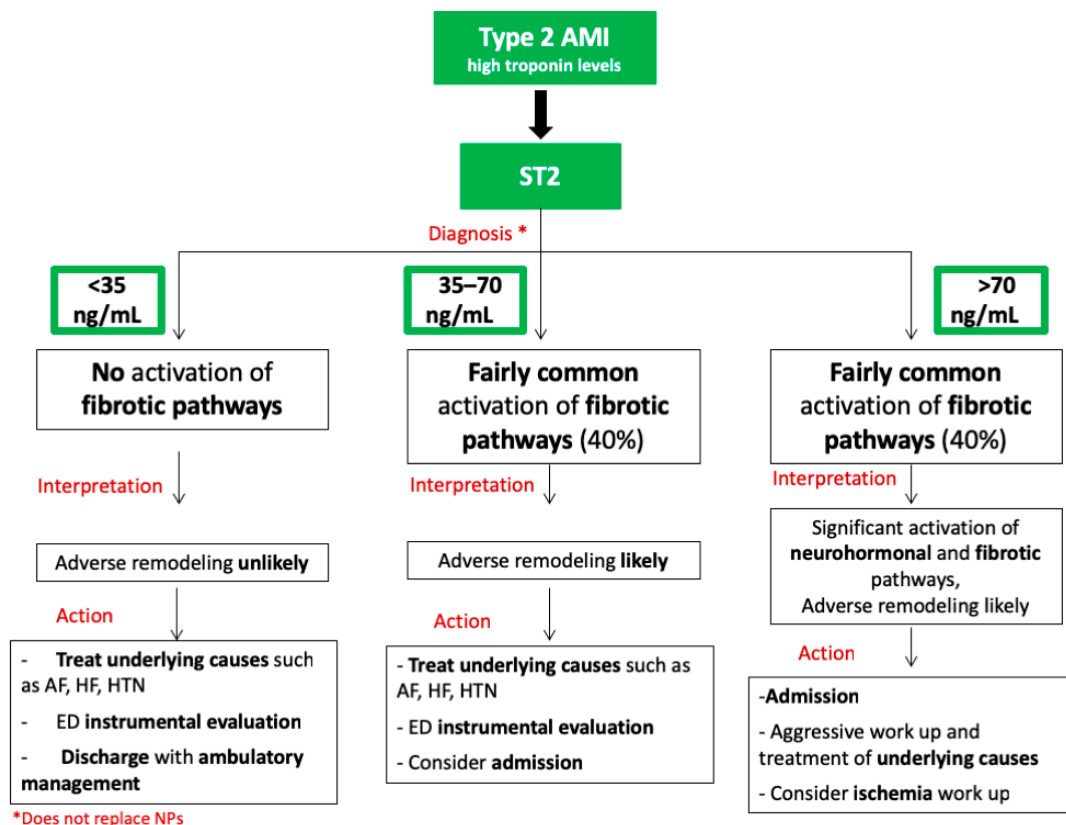 Type 2 AMI
high troponin levels
ST2
Diagnosis *
<35
ng/mL
35–70
ng/mL
>70
ng/mL
No activation of
fibrotic pathways
Fairly common
activation of fibrotic
pathways (40%)
Fairly common
activation of fibrotic
pathways (40%)
Interpretation
Interpretation
Interpretation
Adverse remodeling unlikely
Adverse remodeling likely
Significant activation of
neurohormonal and fibrotic
pathways,
Adverse remodeling likely
Action
Action
Action
- Treat underlying causes such
as AF, HF, HTN
- ED instrumental evaluation
- Discharge with ambulatory
management
- Treat underlying causes such as
AF, HF, HTN
- ED instrumental evaluation
- Consider admission
-Admission
- Aggressive work up and
treatment of underlying causes
- Consider ischemia work up
*Does not replace NPs